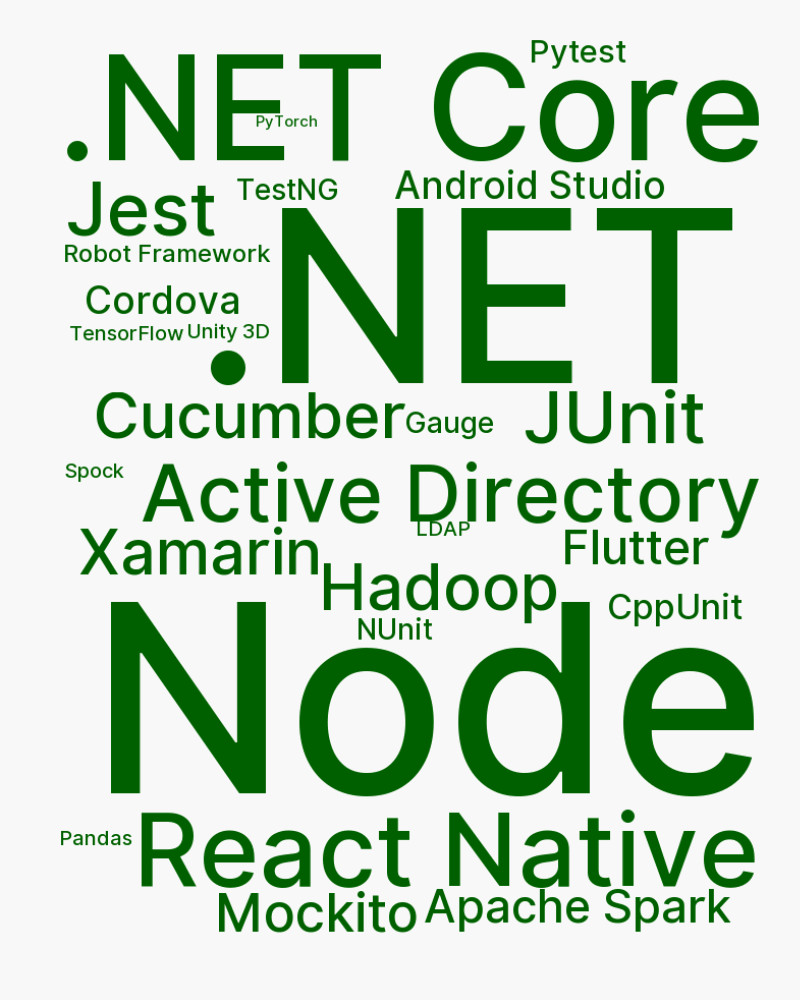 Pytest
.NET Core
PyTorch
Jest
TestNG
Android Studio
Robot Framework
.NET
Cordova
TensorFlow
Unity 3D
Cucumber
Gauge
JUnit
Spock
Active Directory
LDAP
Xamarin
Flutter
Hadoop
CppUnit
NUnit
Node
Pandas
React Native
Mockito
Apache Spark